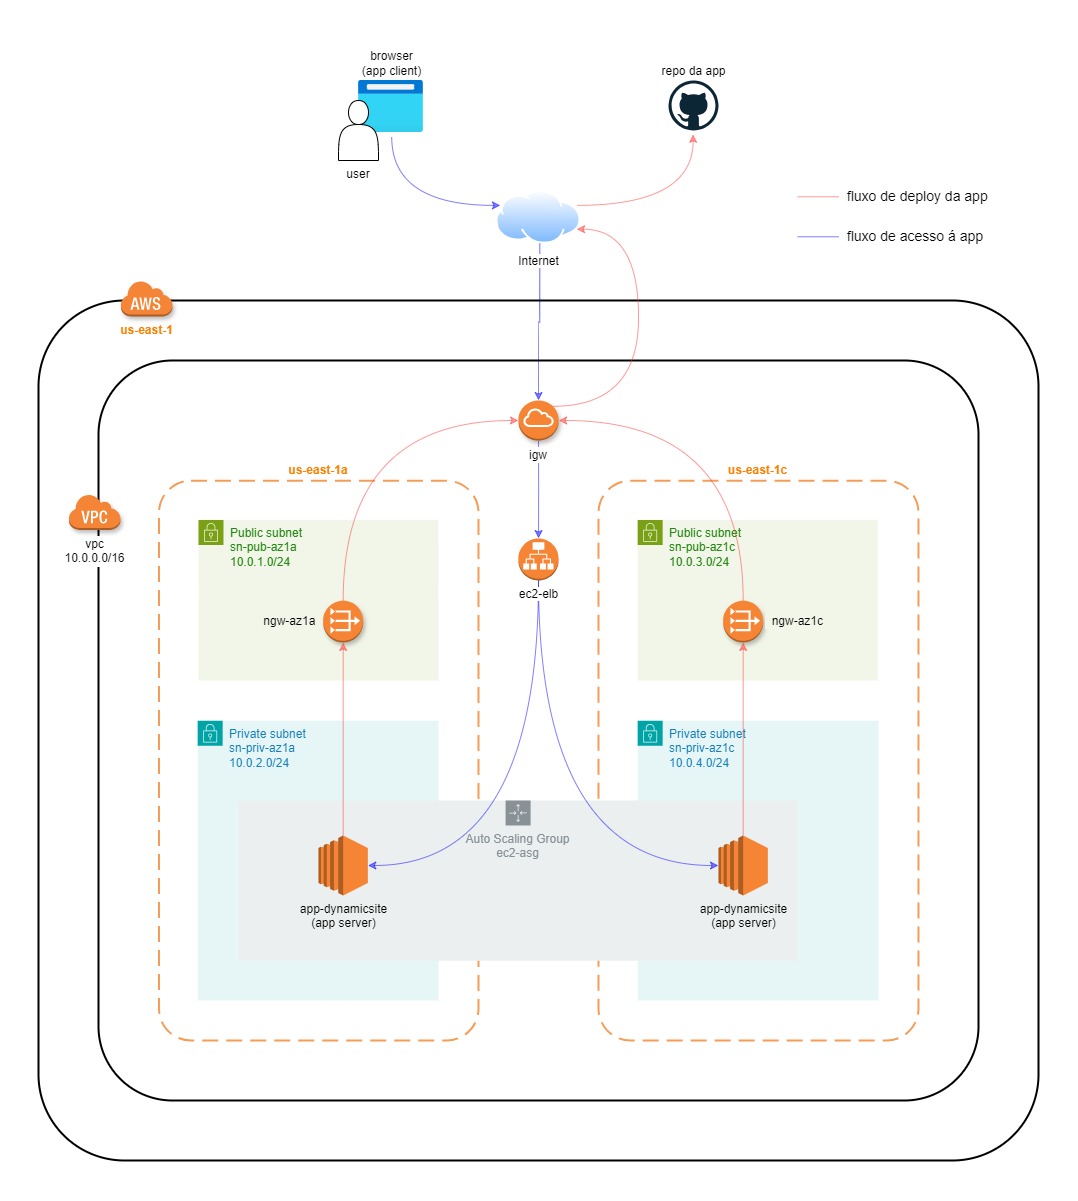 browser
(app client)
repo da app
user
fluxo de deploy da app
fluxo de acesso á app
Internet
AWS
us-east-1
igw
us-east-1a
us-east-1c
VPC
vpc
10.0.0.0/16
Public subnet
sn-pub-az1a
10.0.1.0/24
Public subnet
sn-pub-az1c
10.0.3.0/24
ec2-elb
ngw-az1a
ngw-az1c
Private subnet
sn-priv-az1a
10.0.2.0/24
Private subnet
sn-priv-az1c
10.0.4.0/24
Auto Scaling Group
ec2-asg
app-dynamicsite
(app server)
app-dynamicsite
(app server)